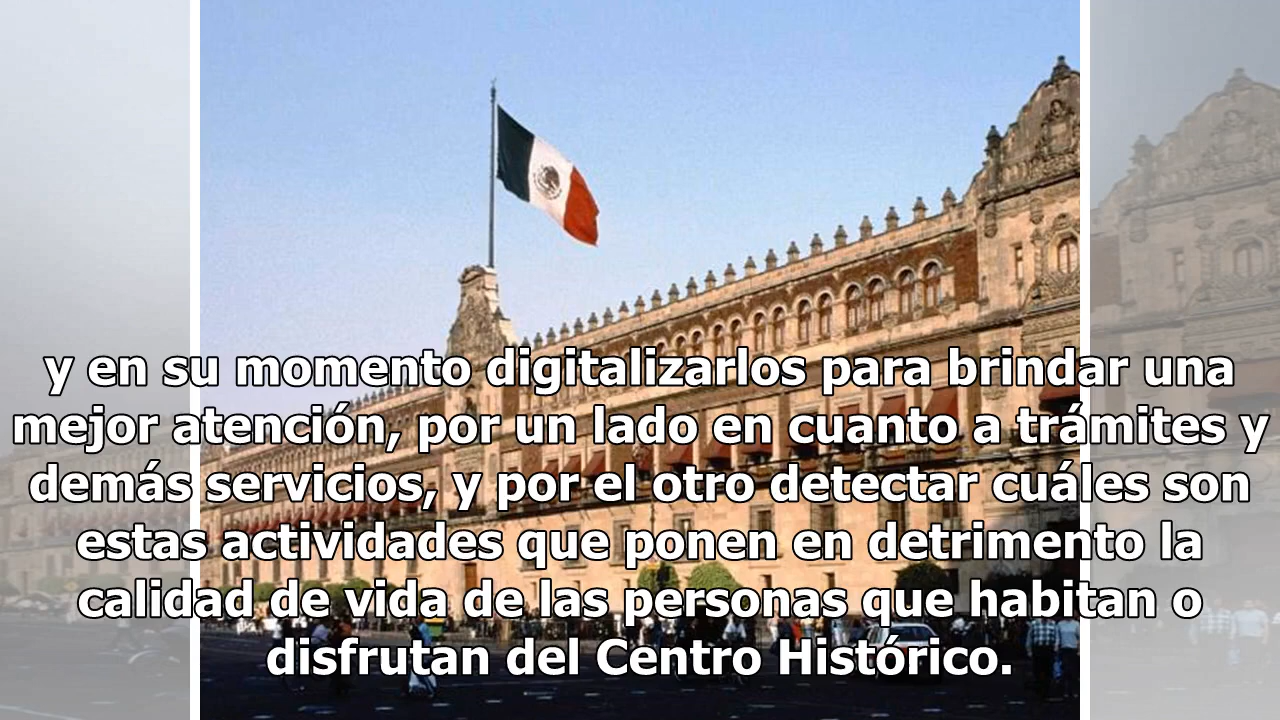 y en su momento digitalizarlos para brindar una
mejor atención, por un lado en cuanto a trámites y
demás servicios, y por el otro detectar cuáles son
estas actividades que ponen en detrimento la
calidad de vida de las personas que habitan o
disfrutan del Centro Histórico.